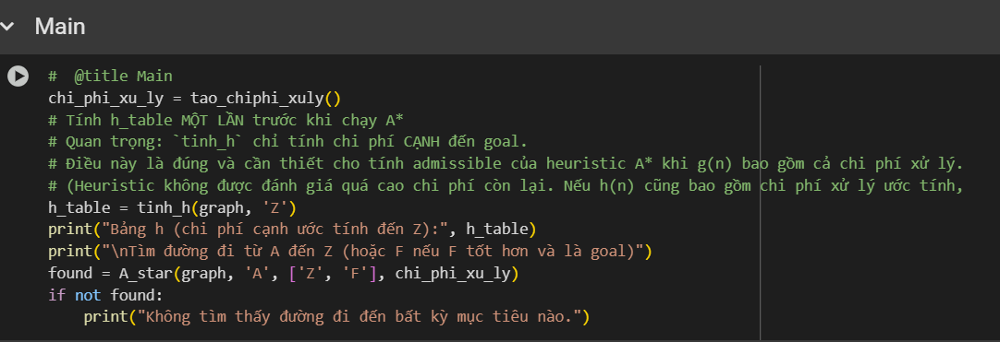 Main
#  @title Main
chi_phi_xu_ly = tao_chiphi_xuly()
# Tính h_table MỘT LẦN trước khi chạy A*
# Quan trọng: `tinh_h` chỉ tính chi phí CẠNH đến goal.
# Điều này là đúng và cần thiết cho tính admissible của heuristic A* khi g(n) bao gồm cả chi phí xử lý.
# (Heuristic không được đánh giá quá cao chi phí còn lại. Nếu h(n) cũng bao gồm chi phí xử lý ước tính,
h_table = tinh_h(graph, 'Z')
print("Bảng h (chi phí cạnh ước tính đến Z):", h_table)
print("\nTìm đường đi từ A đến Z (hoặc F nếu F tốt hơn và là goal)")
found = A_star(graph, 'A', ['Z', 'F'], chi_phi_xu_ly)
if not found:
    print("Không tìm thấy đường đi đến bất kỳ mục tiêu nào.")